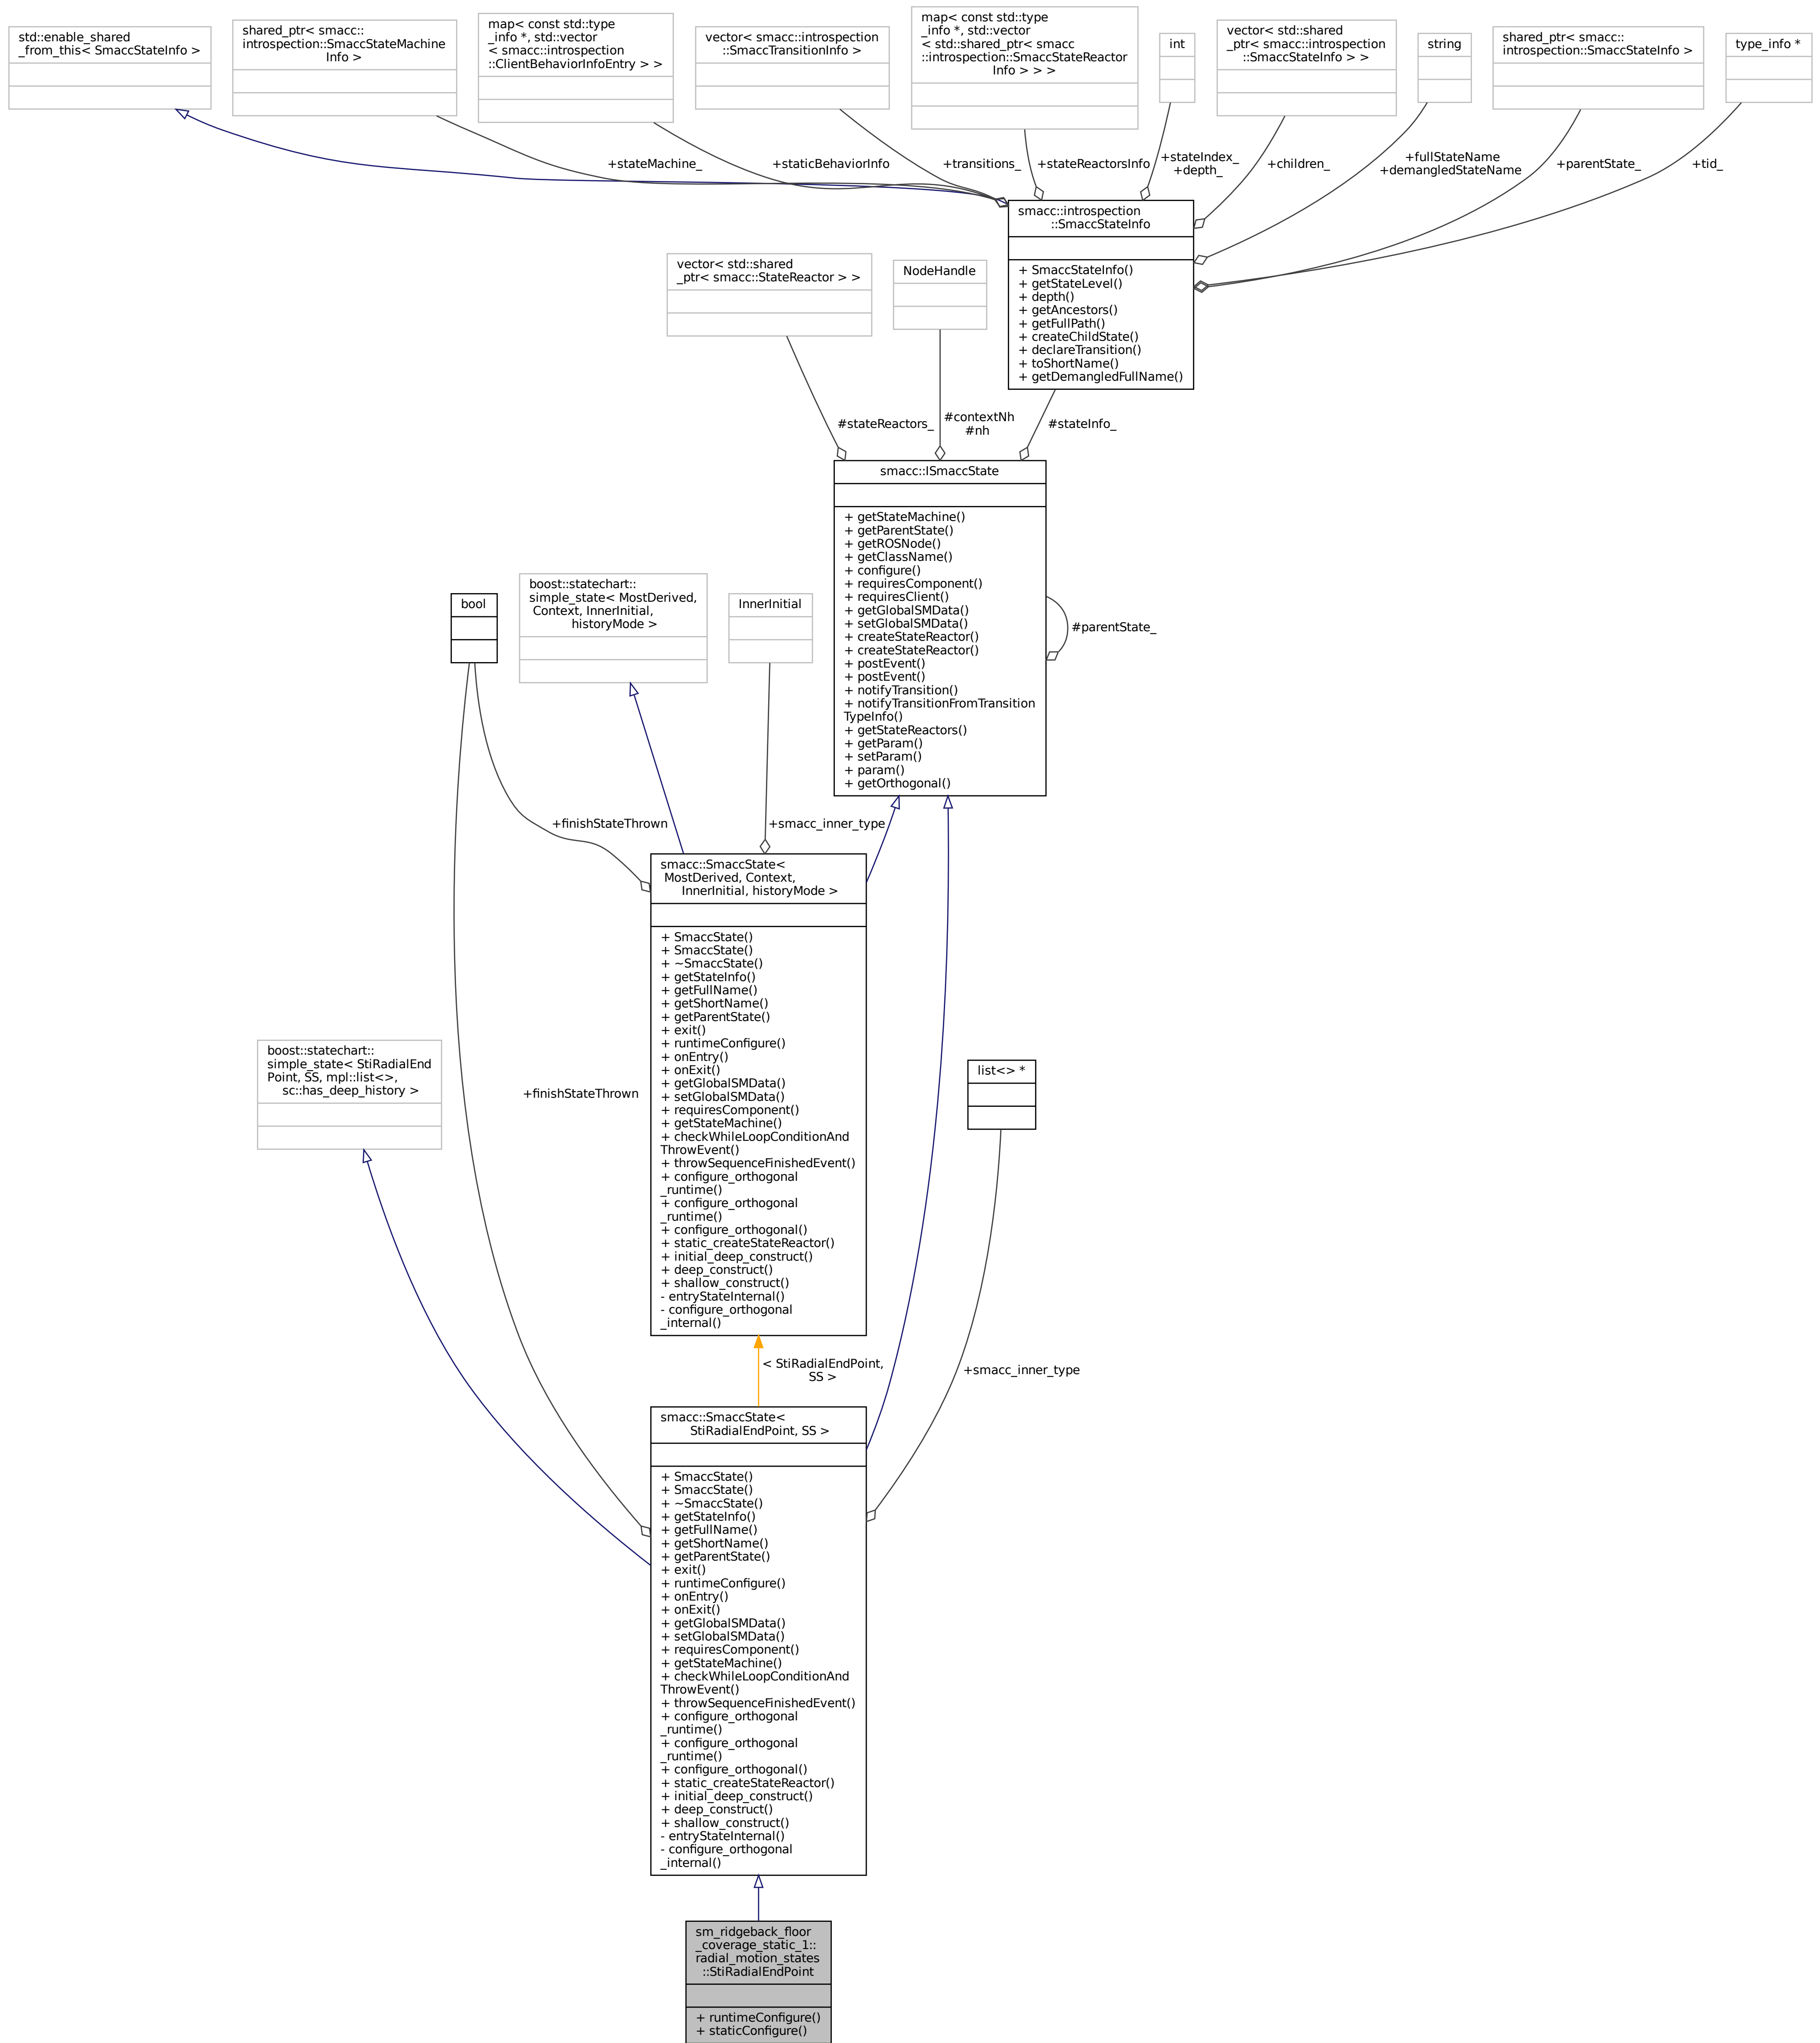 std::enable_shared
_from_this< SmaccStateInfo >
shared_ptr< smacc::
introspection::SmaccStateMachine
Info >
map< const std::type
_info *, std::vector
< smacc::introspection
::ClientBehaviorInfoEntry > >
vector< smacc::introspection
::SmaccTransitionInfo >
map< const std::type
_info *, std::vector
< std::shared_ptr< smacc
::introspection::SmaccStateReactor
Info > > >
int
vector< std::shared
_ptr< smacc::introspection
::SmaccStateInfo > >
string
shared_ptr< smacc::
introspection::SmaccStateInfo >
type_info *
+stateMachine_
+staticBehaviorInfo
+transitions_
+stateReactorsInfo
+stateIndex_
+depth_
+children_
+fullStateName
+demangledStateName
+parentState_
+tid_
smacc::introspection
::SmaccStateInfo
+ SmaccStateInfo()
+ getStateLevel()
+ depth()
+ getAncestors()
+ getFullPath()
+ createChildState()
+ declareTransition()
+ toShortName()
+ getDemangledFullName()
vector< std::shared
_ptr< smacc::StateReactor > >
NodeHandle
#stateReactors_
#contextNh
#nh
#stateInfo_
smacc::ISmaccState
+ getStateMachine()
+ getParentState()
+ getROSNode()
+ getClassName()
+ configure()
+ requiresComponent()
+ requiresClient()
+ getGlobalSMData()
+ setGlobalSMData()
+ createStateReactor()
+ createStateReactor()
+ postEvent()
+ postEvent()
+ notifyTransition()
+ notifyTransitionFromTransition
TypeInfo()
+ getStateReactors()
+ getParam()
+ setParam()
+ param()
+ getOrthogonal()
#parentState_
bool
boost::statechart::
simple_state< MostDerived,
Context, InnerInitial,
historyMode >
InnerInitial
+finishStateThrown
+smacc_inner_type
smacc::SmaccState<
MostDerived, Context,
InnerInitial, historyMode >
+ SmaccState()
+ SmaccState()
+ ~SmaccState()
+ getStateInfo()
+ getFullName()
+ getShortName()
+ getParentState()
+ exit()
+ runtimeConfigure()
+ onEntry()
+ onExit()
+ getGlobalSMData()
+ setGlobalSMData()
+ requiresComponent()
+ getStateMachine()
+ checkWhileLoopConditionAnd
ThrowEvent()
+ throwSequenceFinishedEvent()
+ configure_orthogonal
_runtime()
+ configure_orthogonal
_runtime()
+ configure_orthogonal()
+ static_createStateReactor()
+ initial_deep_construct()
+ deep_construct()
+ shallow_construct()
- entryStateInternal()
- configure_orthogonal
_internal()
boost::statechart::
simple_state< StiRadialEnd
Point, SS, mpl::list<>,
sc::has_deep_history >
+finishStateThrown
list<> *
< StiRadialEndPoint,
SS >
+smacc_inner_type
smacc::SmaccState<
StiRadialEndPoint, SS >
+ SmaccState()
+ SmaccState()
+ ~SmaccState()
+ getStateInfo()
+ getFullName()
+ getShortName()
+ getParentState()
+ exit()
+ runtimeConfigure()
+ onEntry()
+ onExit()
+ getGlobalSMData()
+ setGlobalSMData()
+ requiresComponent()
+ getStateMachine()
+ checkWhileLoopConditionAnd
ThrowEvent()
+ throwSequenceFinishedEvent()
+ configure_orthogonal
_runtime()
+ configure_orthogonal
_runtime()
+ configure_orthogonal()
+ static_createStateReactor()
+ initial_deep_construct()
+ deep_construct()
+ shallow_construct()
- entryStateInternal()
- configure_orthogonal
_internal()
sm_ridgeback_floor
_coverage_static_1::
radial_motion_states
::StiRadialEndPoint
+ runtimeConfigure()
+ staticConfigure()